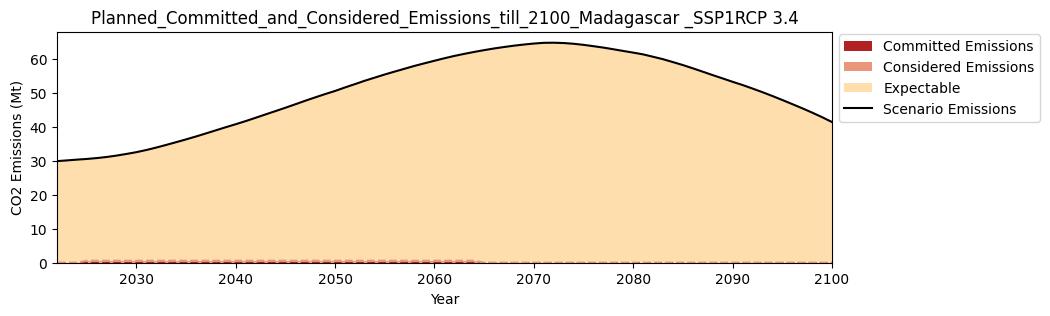 Planned_Committed_and_Considered_Emissions_till_2100_Madagascar _SSP1RCP 3.4
CO2 Emissions (Mt)
60
50
40
30
20
10
0
2030 2040 2050 2060 2070 2080 2090 2100
Year
Committed Emissions
Considered Emissions
Expectable
Scenario Emissions